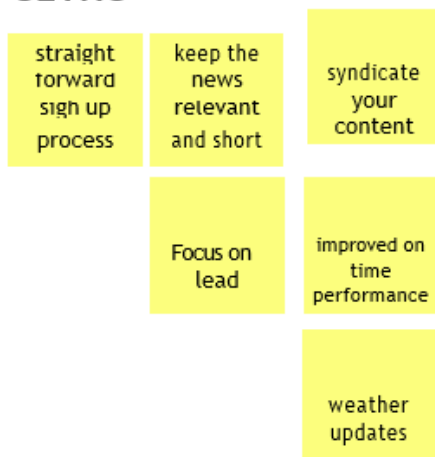 straight
forward
sign up
process
keep the
news
relevant
and short
syndicate
your
content
Focus on
lead
improved on
time
performance
weather
updates